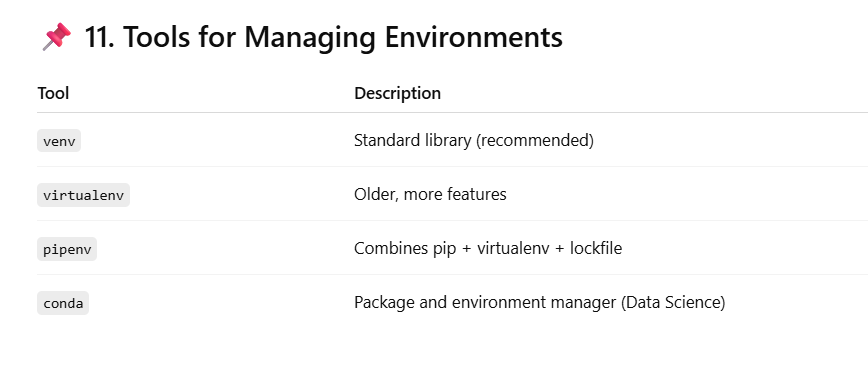 📌 11. Tools for Managing Environments
Tool Description
venv Standard library (recommended)
virtualenv Older, more features
pipenv Combines pip + virtualenv + lockfile
conda Package and environment manager (Data Science)